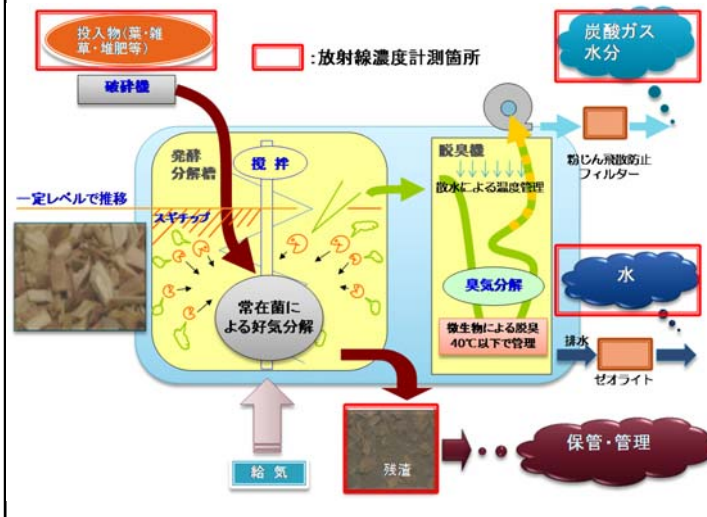 投入物(葉・雑
草・堆肥等)
:放射線濃度計測箇所
炭酸ガス
水分
破砕機
発酵
分解槽
撹 拌
脱臭機
散水による温度管理
粉じん飛散防止
フィルター
一定レベルで推移
スギチップ
臭気分解
水
常在菌に
よる好気分解
微生物による脱臭
40℃以下で管理
排水
ゼオライト
給 気
残渣
保管・管理